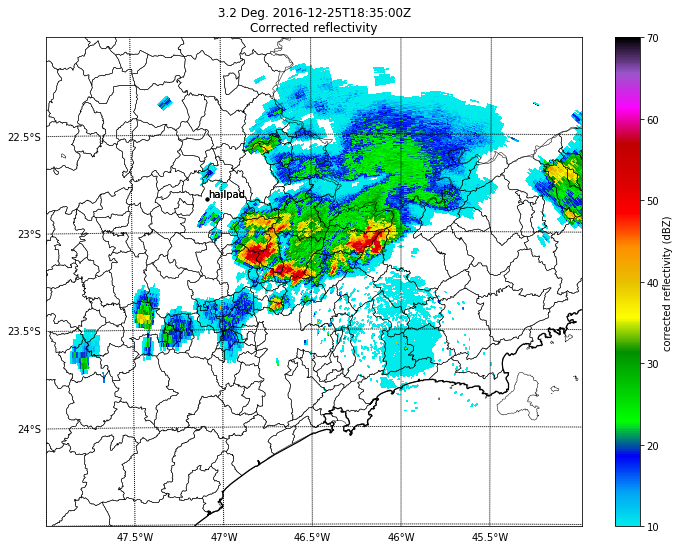 3.2 Deg. 2016-12-25T18:35:00Z
Corrected reflectivity
70
60
50
40
30
20
10
corrected reflectivity (dBZ)
22.5°S
23°S
23.5°S
24°S
hailpad
47.5°W
47°W
46.5°W
46°W
45.5°W